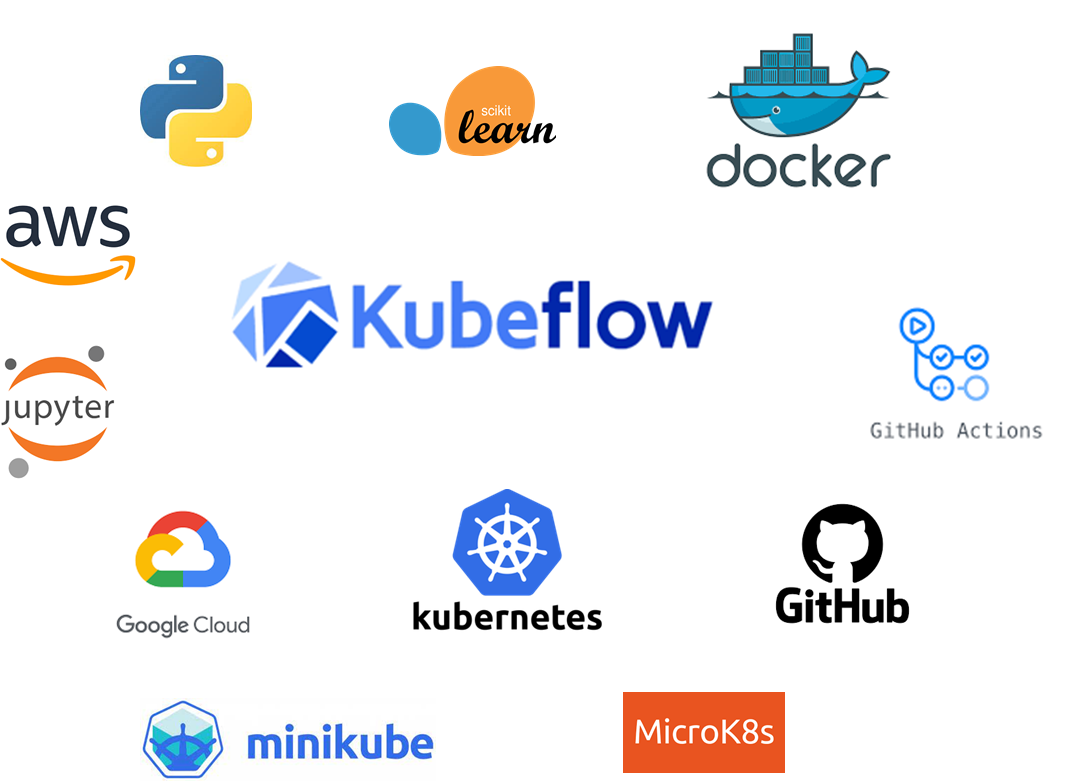 scikit
learn
docker
aws
Kubeflow
jupyter
GitHub Actions
Google Cloud
kubernetes
GitHub
minikube
MicroK8s